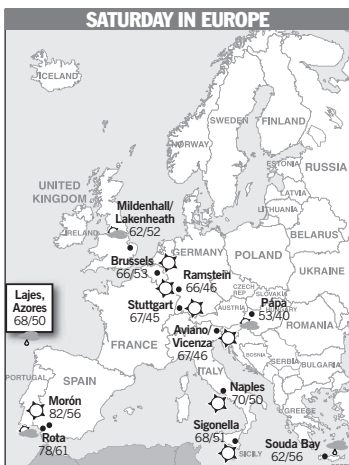 SATURDAY IN EUROPE
ICELAND
SWEDEN
FINLAND
NORWAY
ESTONIA
RUSSIA
LATVIA
LITHUANIA
UNITED
KINGDOM
Mildenhall/
Lakenheath
62/52
IRELAND
BELARUS
GERMANY
POLAND
Brussels
66/53
Ramstein
66/46
UKRAINE
CZECH
REP
SLOVAKIA
Lajes,
Azores
68/50
Stuttgart
67/45
AUSTRIA
Pápa
53/40
HUNGARY
Aviano/
Vicenza
67/46
ROMANIA
FRANCE
BOSNIA
SERBIA
BULGARIA
ITALY
PORTUGAL
SPAIN
Naples
70/50
Morón
82/56
Sigonella
68/51
GREECE
Rota
78/61
SICILY
Souda Bay
62/56